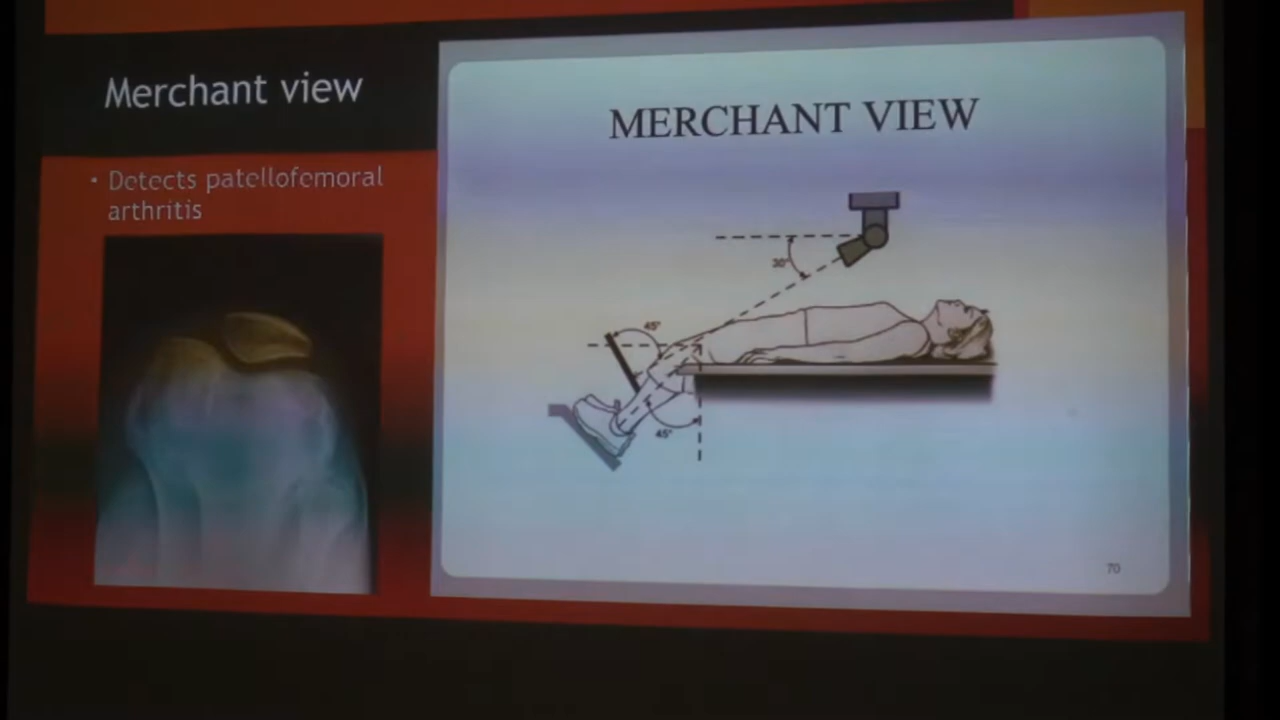 Merchant view
• Detects patellofemoral
arthritis
MERCHANT VIEW
30°
45°
45°
70